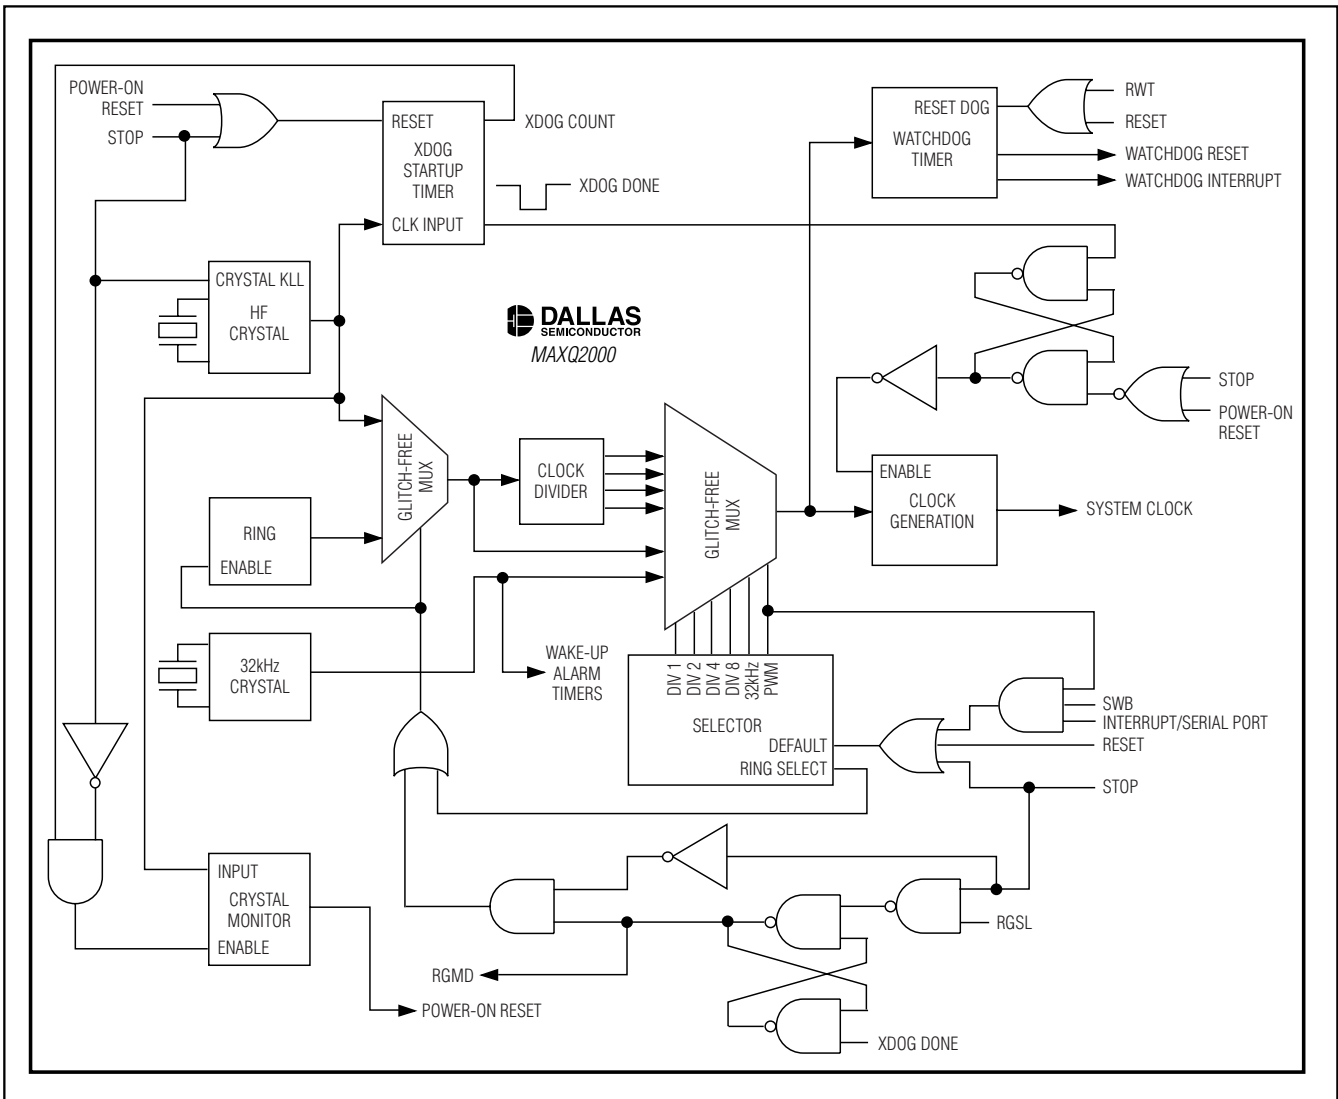 POWER-ON
RESET
STOP
RESET
XDOG
STARTUP
TIMER
CLK INPUT
XDOG COUNT
XDOG DONE
RESET DOG
WATCHDOG
TIMER
RWT
RESET
WATCHDOG RESET
WATCHDOG INTERRUPT
CRYSTAL KLL
HF
CRYSTAL
DALLAS
SEMICONDUCTOR
MAXQ2000
STOP
POWER-ON
RESET
GLITCH-FREE
MUX
CLOCK
DIVIDER
GLITCH-FREE
MUX
ENABLE
CLOCK
GENERATION
SYSTEM CLOCK
RING
ENABLE
32kHz
CRYSTAL
WAKE-UP
ALARM
TIMERS
DIV 1
DIV 2
DIV 4
DIV 8
32kHz
PWM
SELECTOR
DEFAULT
RING SELECT
SWB
INTERRUPT/SERIAL PORT
RESET
STOP
INPUT
CRYSTAL
MONITOR
ENABLE
RGSL
RGMD
POWER-ON RESET
XDOG DONE